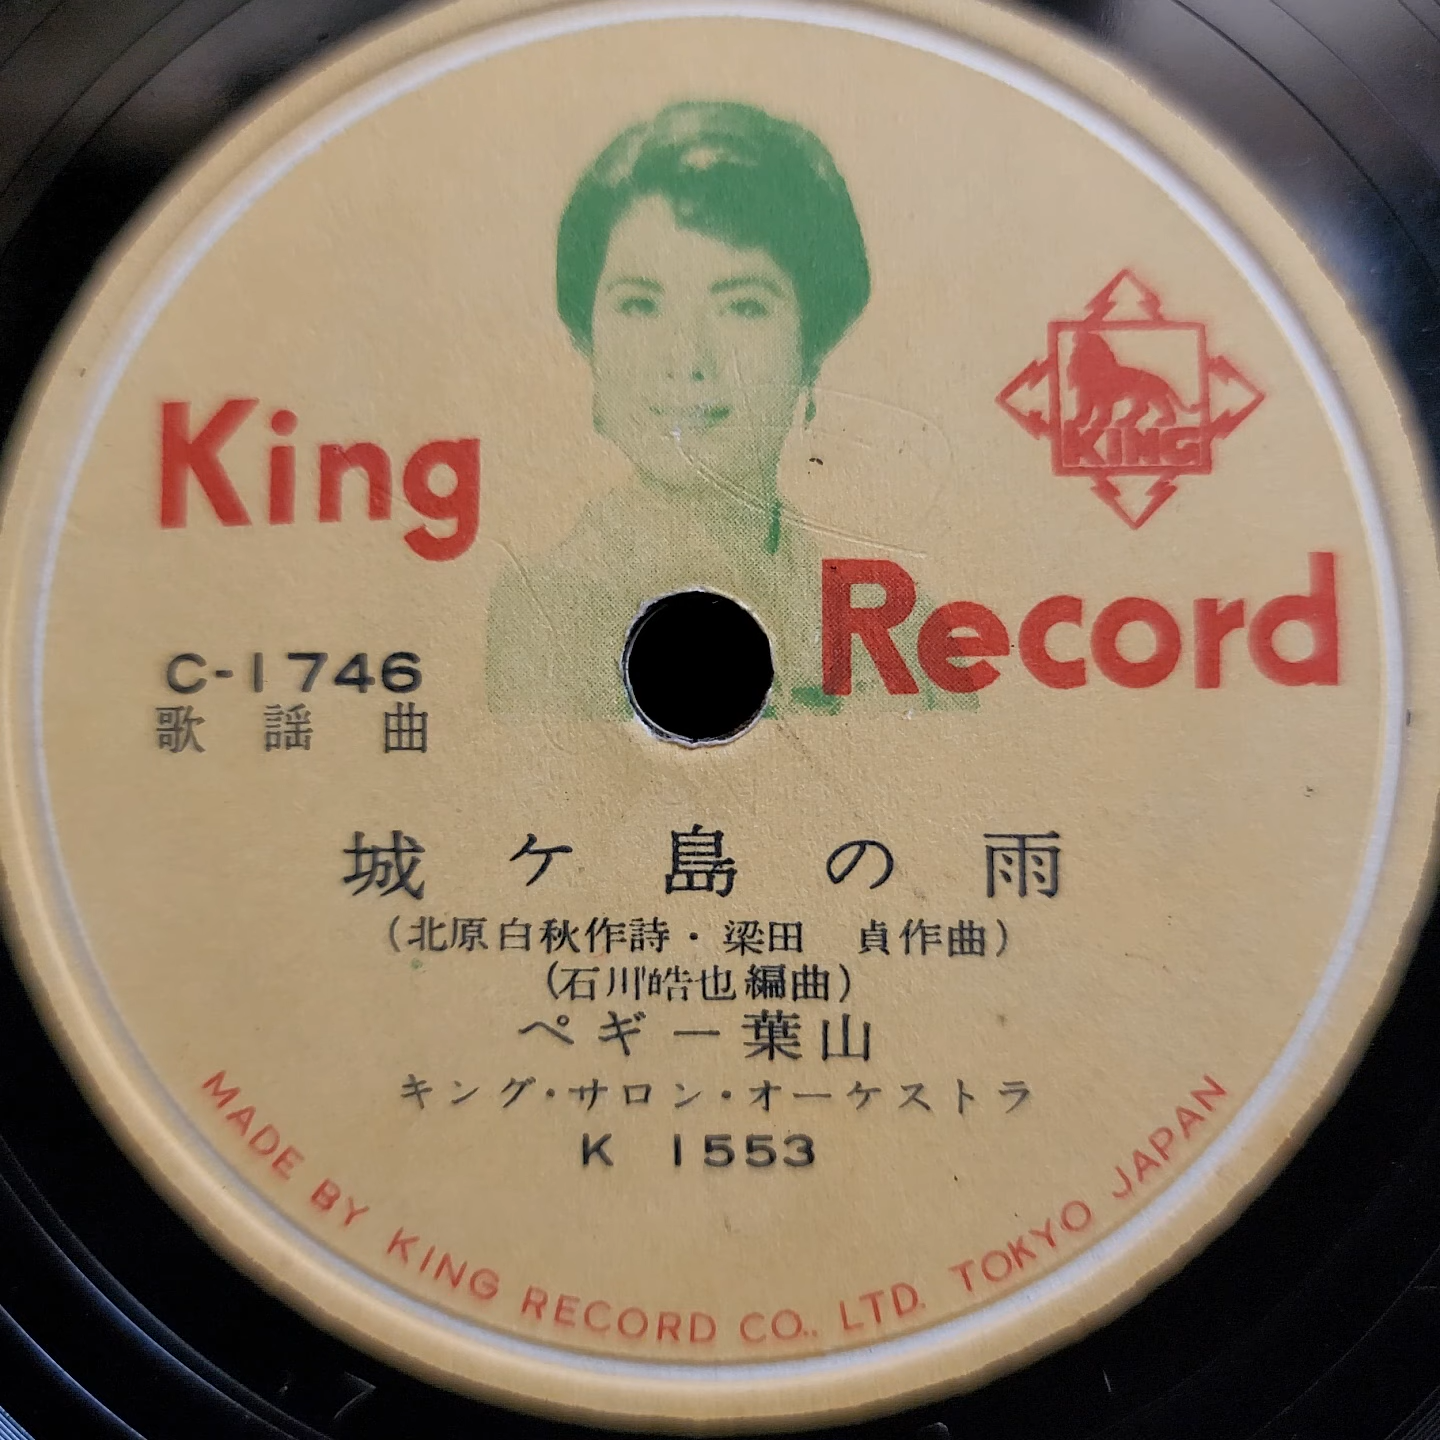 KING
King
Record
C-1746
歌謡曲
城ヶ島の雨
(北原白秋作詩・梁田 貞作曲)
(石川皓也編曲)
ペギー葉山
キング・サロン・オーケストラ
K 1553
MADE BY KING RECORD CO., LTD. TOKYO JAPAN